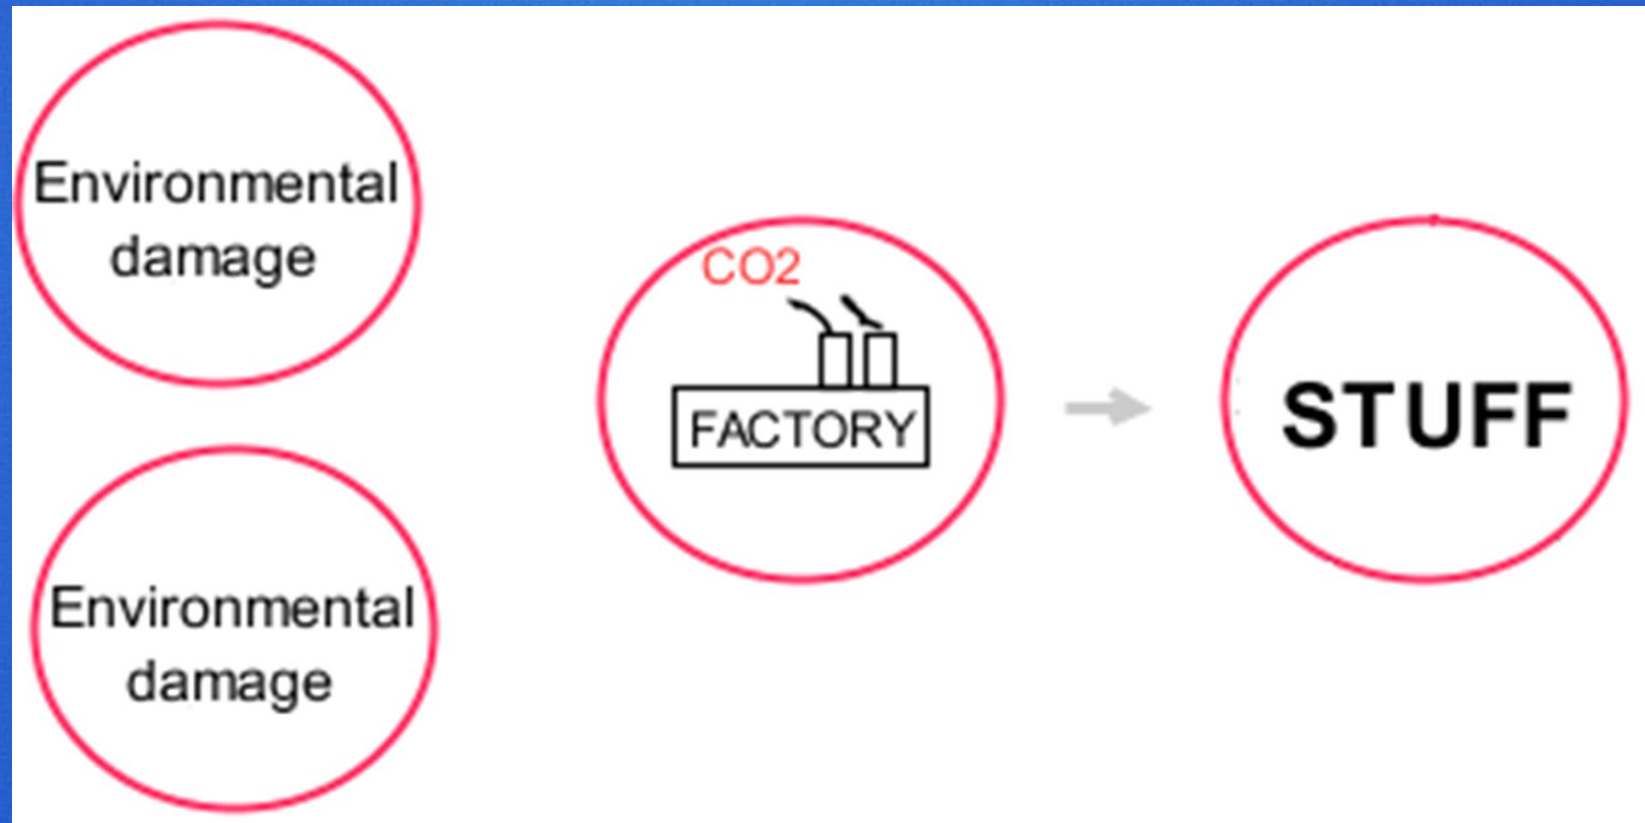 Environmental
damage
Environmental
damage
CO2
FACTORY
STUFF